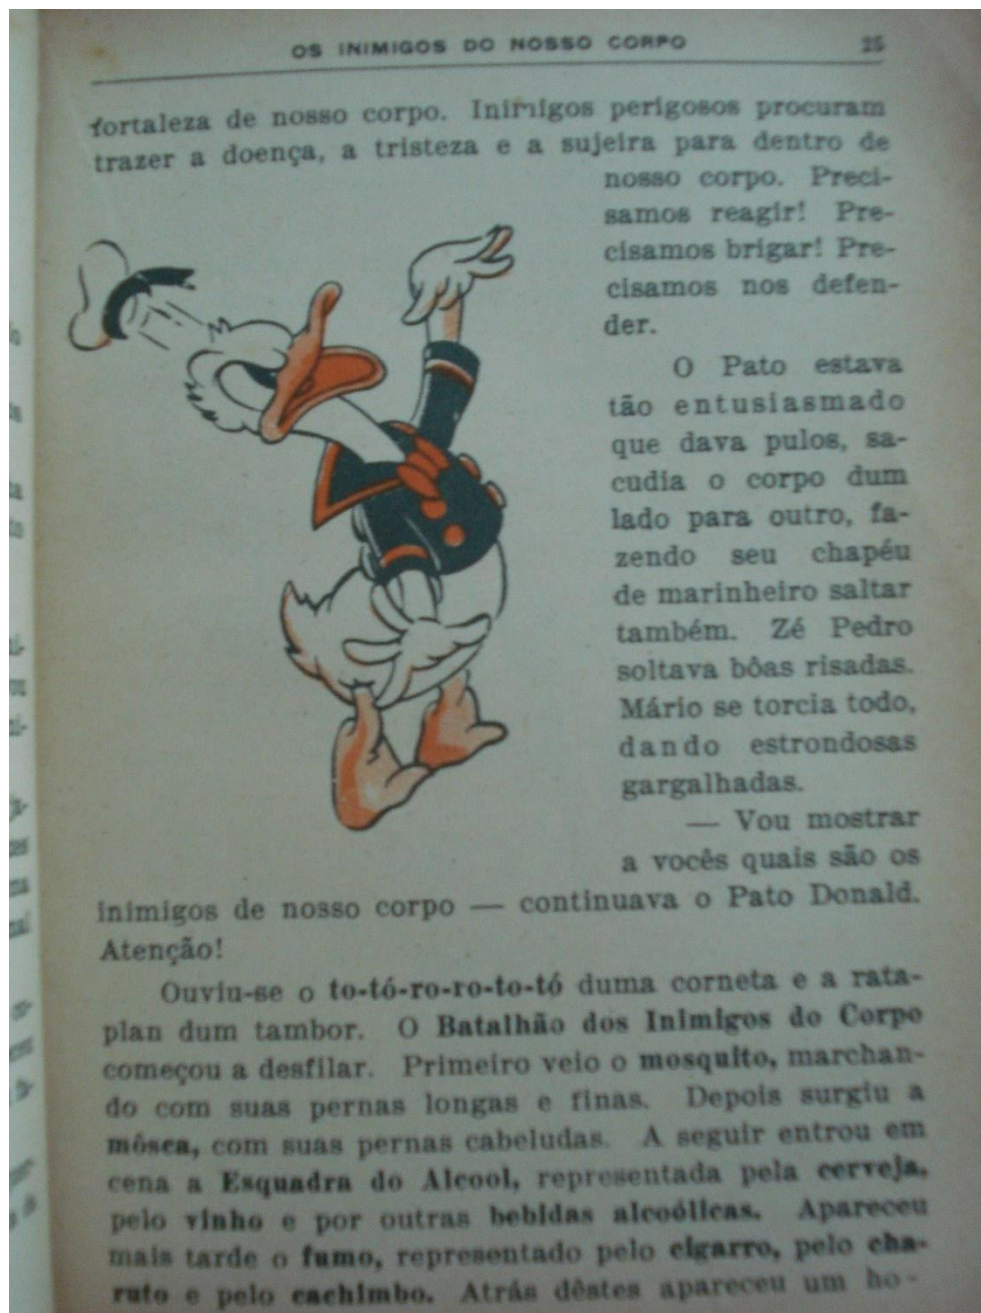 OS INIMIGOS DO NOSSO CORPO 25
fortaleza de nosso corpo. Inimigos perigosos procuram
trazer a doença, a tristeza e a sujeira para dentro de
nosso corpo. Preci-
samos reagir! Pre-
cisamos brigar! Pre-
cisamos nos defen-
der.
O Pato estava
tão entusiasmado
que dava pulos, sa-
cudia o corpo dum
lado para outro, fa-
zendo seu chapéu
de marinheiro saltar
também. Zé Pedro
soltava bôas risadas.
Mário se torcia todo,
dando estrondosas
gargalhadas.
— Vou mostrar
a vocês quais são os
inimigos de nosso corpo — continuava o Pato Donald.
Atenção!
Ouviu-se o to-tó-ro-ro-to-tó duma corneta e a rata-
plan dum tambor. O Batalhão dos Inimigos do Corpo
começou a desfilar. Primeiro veio o mosquito, marchan-
do com suas pernas longas e finas. Depois surgiu a
môsca, com suas pernas cabeludas. A seguir entrou em
cena a Esquadra do Alcool, representada pela cerveja,
pelo vinho e por outras bebidas alcoólicas. Apareceu
mais tarde o fumo, representado pelo cigarro, pelo cha-
ruto e pelo cachimbo. Atrás dêstes apareceu um ho-